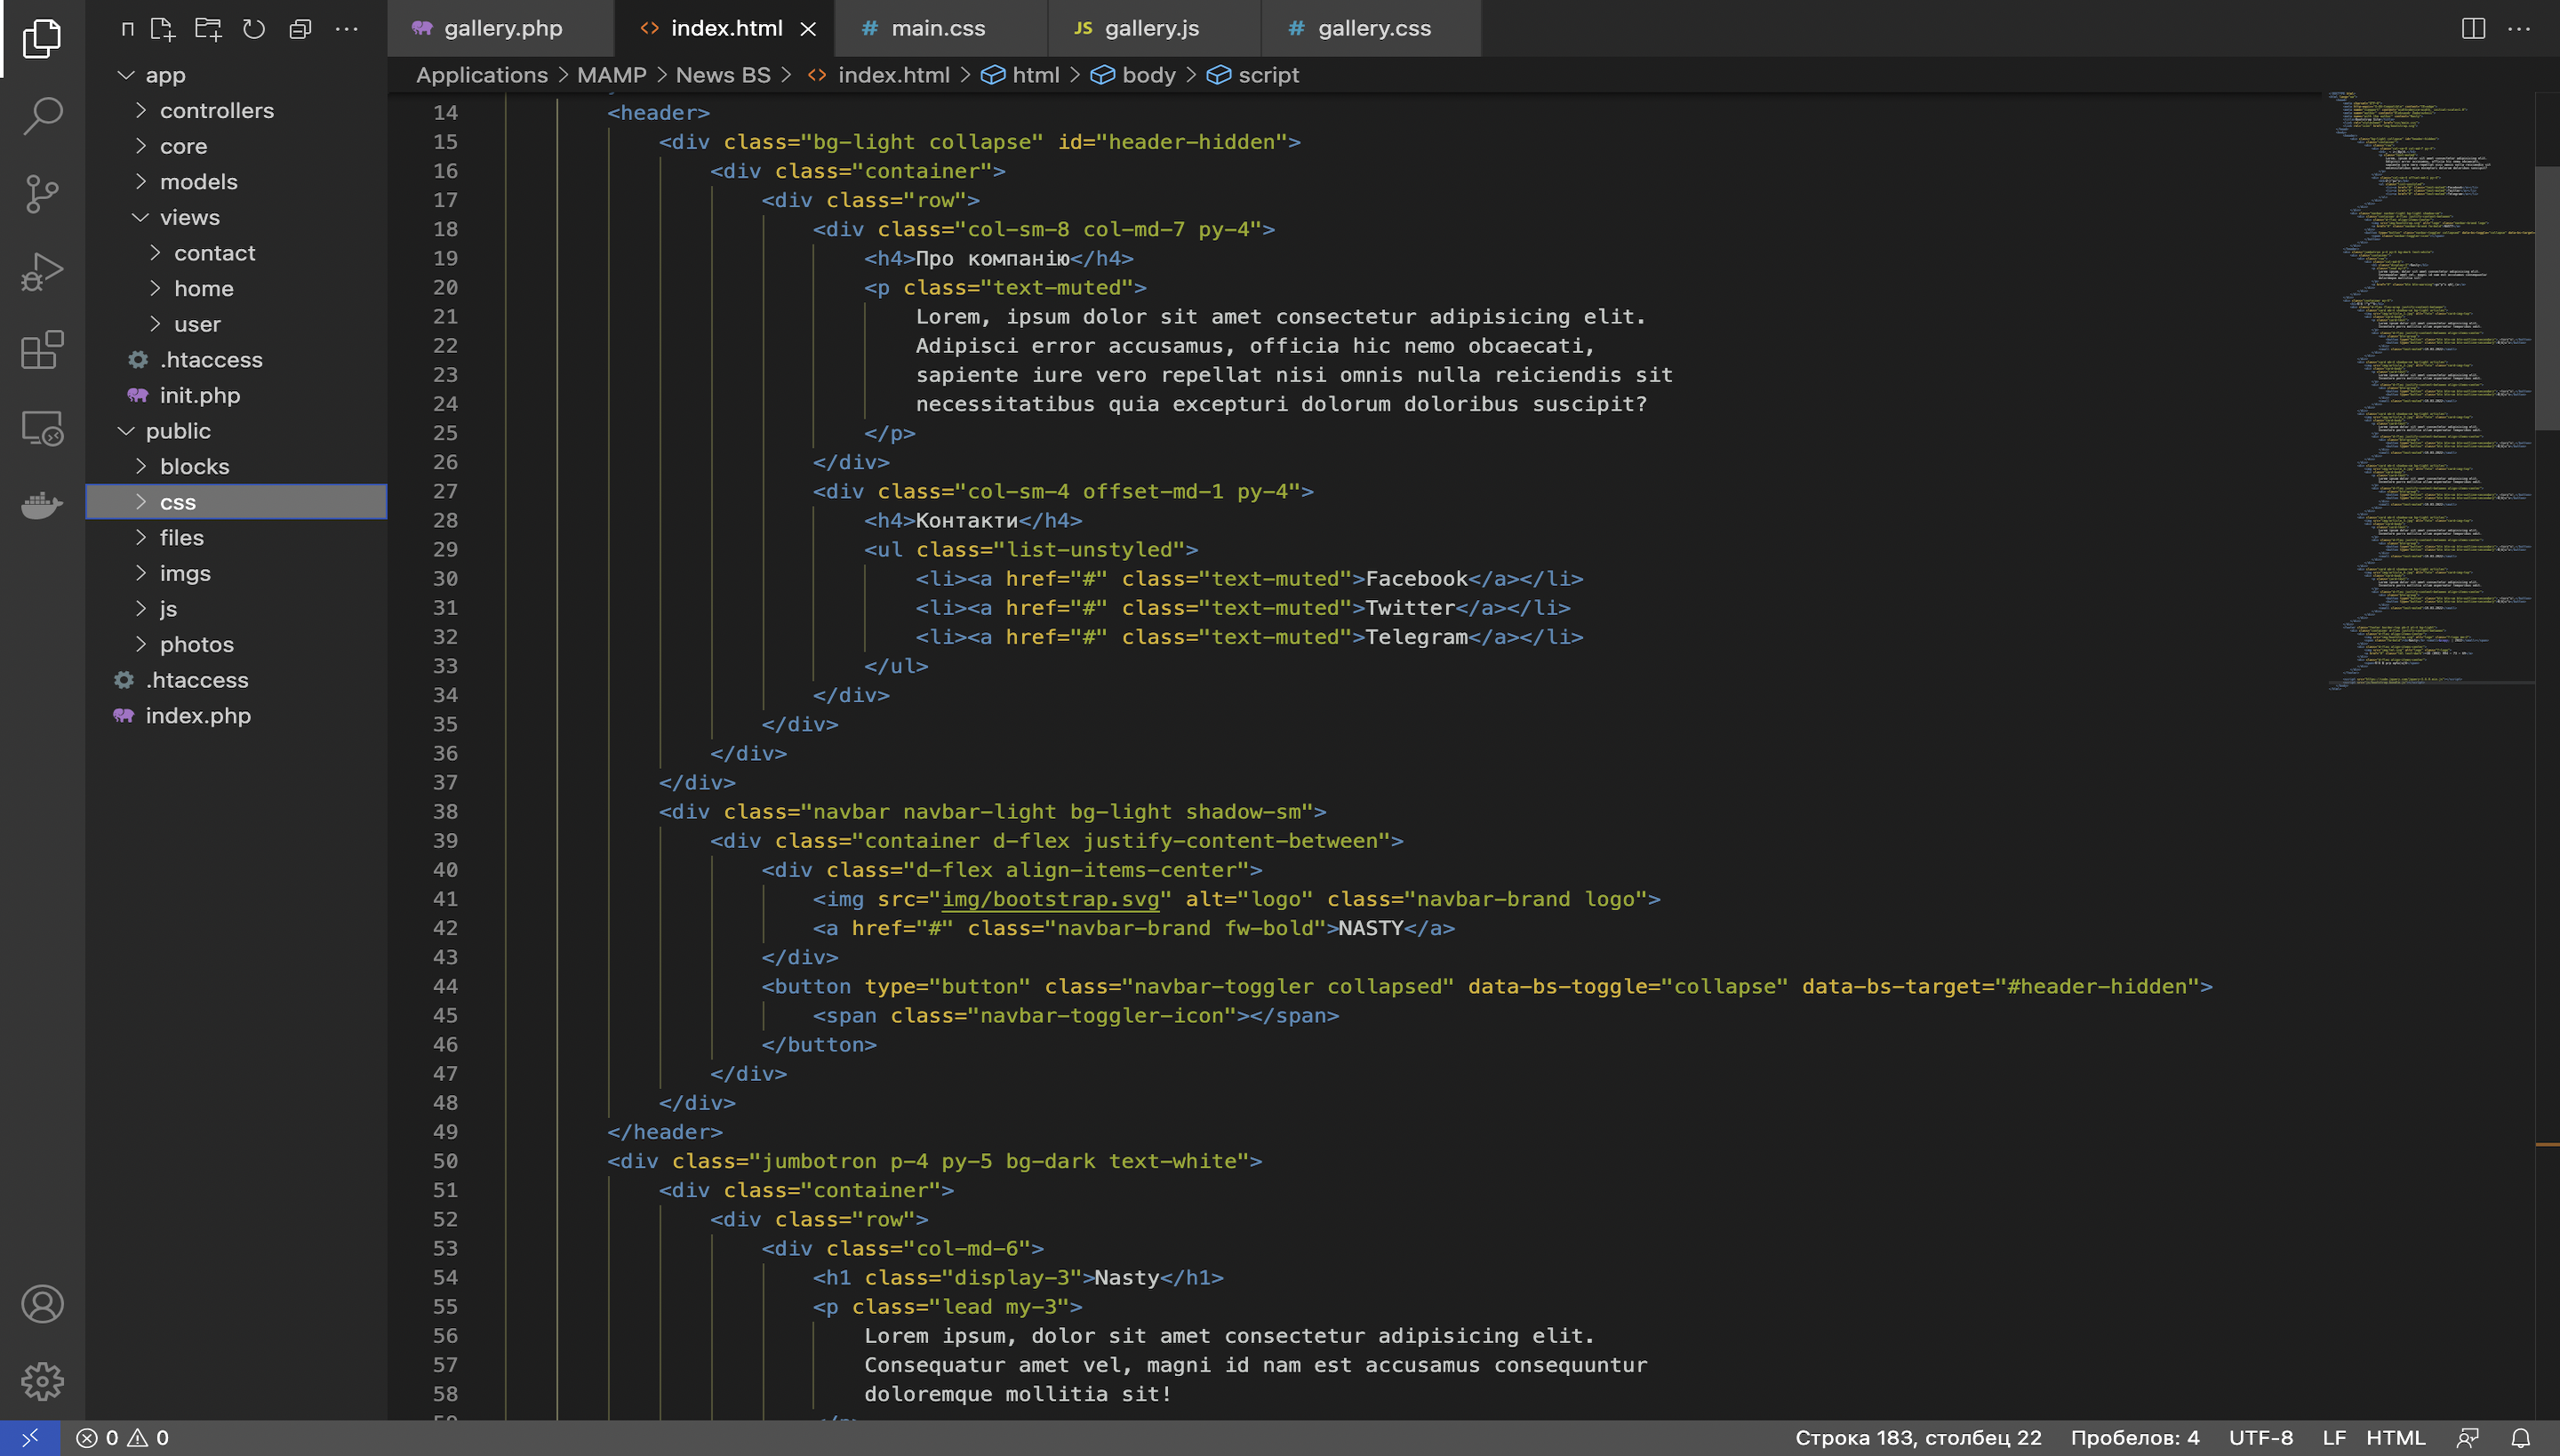 п
app
controllers
core
models
views
contact
home
user
.htaccess
init.php
public
blocks
css
files
imgs
js
photos
.htaccess
index.php
gallery.php
index.html
# main.css
JS gallery.js
# gallery.css
Applications > MAMP > News BS > <> index.html > html > body > script
14 <header>
15 <div class="bg-light collapse" id="header-hidden">
16 <div class="container">
17 <div class="row">
18 <div class="col-sm-8 col-md-7 py-4">
19 <h4>Про компанію</h4>
20 <p class="text-muted">
21 Lorem, ipsum dolor sit amet consectetur adipisicing elit.
22 Adipisci error accusamus, officia hic nemo obcaecati,
23 sapiente iure vero repellat nisi omnis nulla reiciendis sit
24 necessitatibus quia excepturi dolorum doloribus suscipit?
25 </p>
26 </div>
27 <div class="col-sm-4 offset-md-1 py-4">
28 <h4>Контакти</h4>
29 <ul class="list-unstyled">
30 <li><a href="#" class="text-muted">Facebook</a></li>
31 <li><a href="#" class="text-muted">Twitter</a></li>
32 <li><a href="#" class="text-muted">Telegram</a></li>
33 </ul>
34 </div>
35 </div>
36 </div>
37 </div>
38 <div class="navbar navbar-light bg-light shadow-sm">
39 <div class="container d-flex justify-content-between">
40 <div class="d-flex align-items-center">
41 <img src="img/bootstrap.svg" alt="logo" class="navbar-brand logo">
42 <a href="#" class="navbar-brand fw-bold">NASTY</a>
43 </div>
44 <button type="button" class="navbar-toggler collapsed" data-bs-toggle="collapse" data-bs-target="#header-hidden">
45 <span class="navbar-toggler-icon"></span>
46 </button>
47 </div>
48 </div>
49 </header>
50 <div class="jumbotron p-4 py-5 bg-dark text-white">
51 <div class="container">
52 <div class="row">
53 <div class="col-md-6">
54 <h1 class="display-3">Nasty</h1>
55 <p class="lead my-3">
56 Lorem ipsum, dolor sit amet consectetur adipisicing elit.
57 Consequatur amet vel, magni id nam est accusamus consequuntur
58 doloremque mollitia sit!
0 0
Строка 183, столбец 22 Пробелов: 4 UTF-8 LF HTML